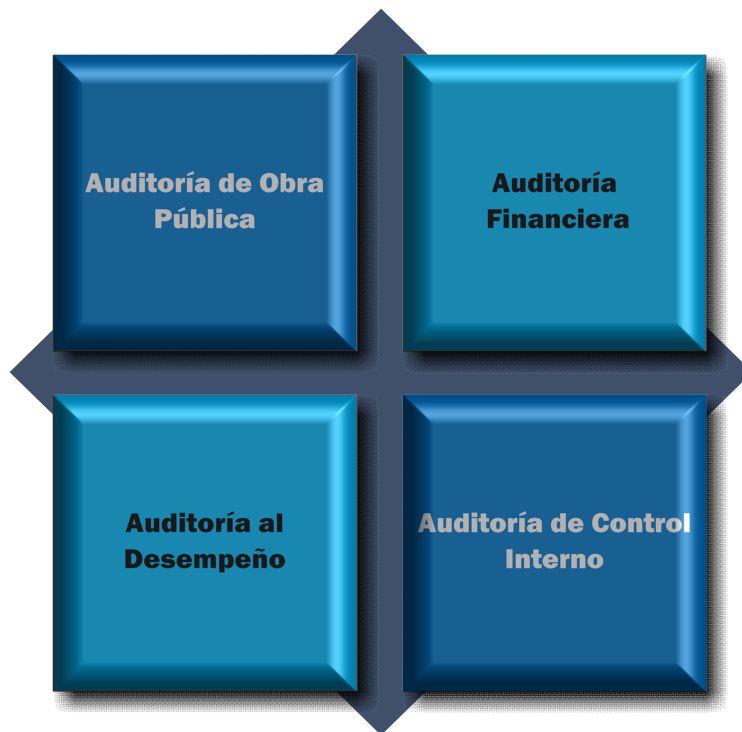 Auditoría de Obra
Pública
Auditoría
Financiera
Auditoría al
Desempeño
Auditoría de Control
Interno